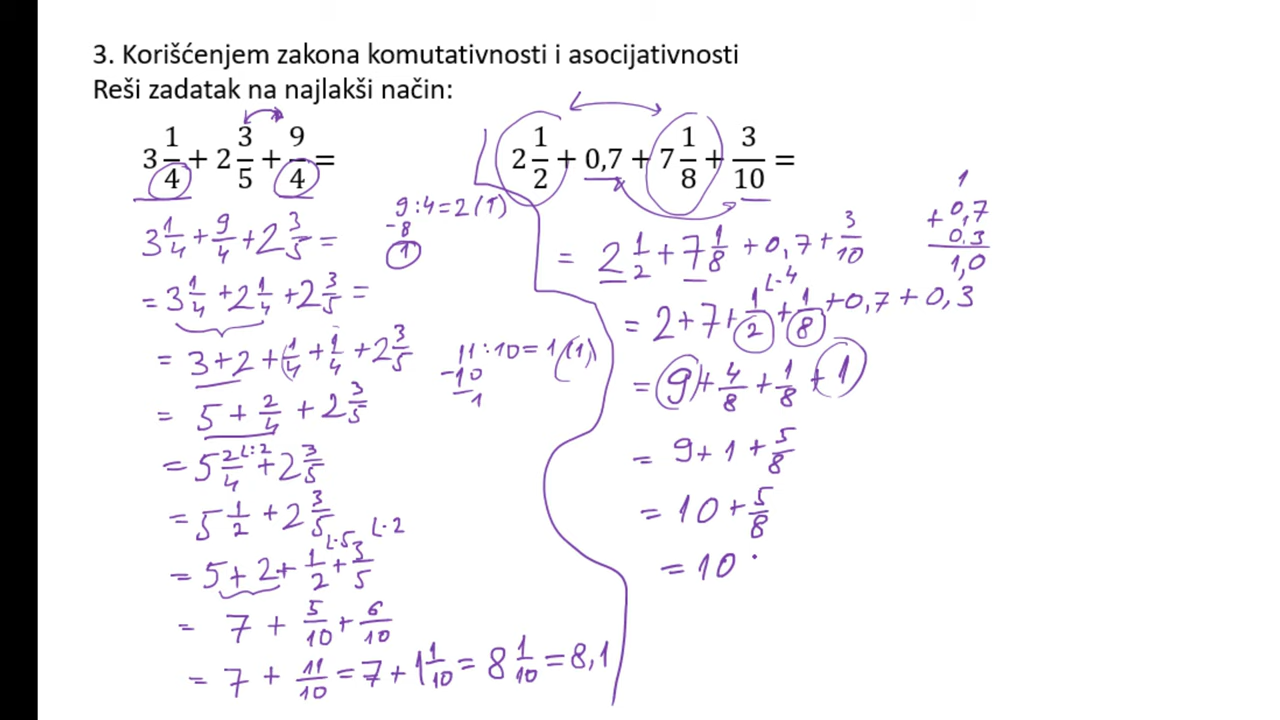 3. Korišćenjem zakona komutativnosti i asocijativnosti
Reši zadatak na najlakši način:
3 1/4 + 2 3/5 + 9/4 =
3 1/4 + 9/4 + 2 3/5 =
= 3 1/4 + 2 1/4 + 2 3/5 =
= 3 + 2 + 1/4 + 1/4 + 2 3/5
= 5 + 2/4 + 2 3/5
= 5 2/4 L:2 + 2 3/5
= 5 1/2 + 2 3/5
= 5 + 2 + 1/2 L·5 + 3/5 L·2
= 7 + 5/10 + 6/10
= 7 + 11/10 = 7 + 1 1/10 = 8 1/10 = 8,1
9:4=2(1)
-8
1
11:10=1(1)
-10
1
2 1/2 + 0,7 + 7 1/8 + 3/10 =
= 2 1/2 + 7 1/8 + 0,7 + 3/10
= 2 + 7 + 1/2 L·4 + 1/8 + 0,7 + 0,3
= 9 + 4/8 + 1/8 + 1
= 9 + 1 + 5/8
= 10 + 5/8
= 10
1
+ 0,7
0.3
1,0